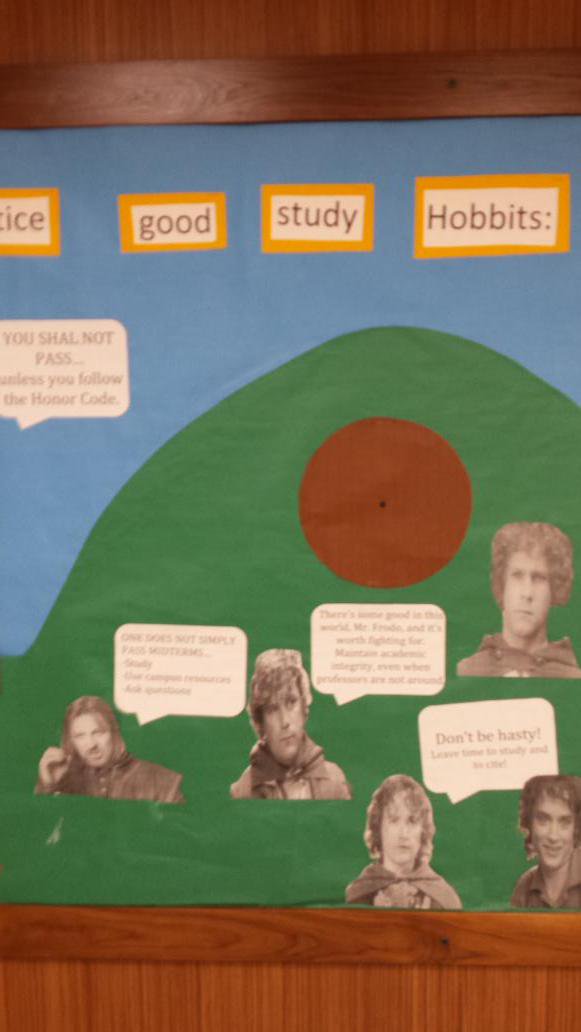 tice good study Hobbits:
YOU SHAL NOT
PASS...
unless you follow
the Honor Code.
ONE DOES NOT SIMPLY
PASS MIDTERMS...
-Study
-Use campus resources
-Ask questions
There's some good in this
world, Mr. Frodo, and it's
worth fighting for.
Maintain academic
integrity, even when
professors are not around.
Don't be hasty!
Leave time to study and
to cite!